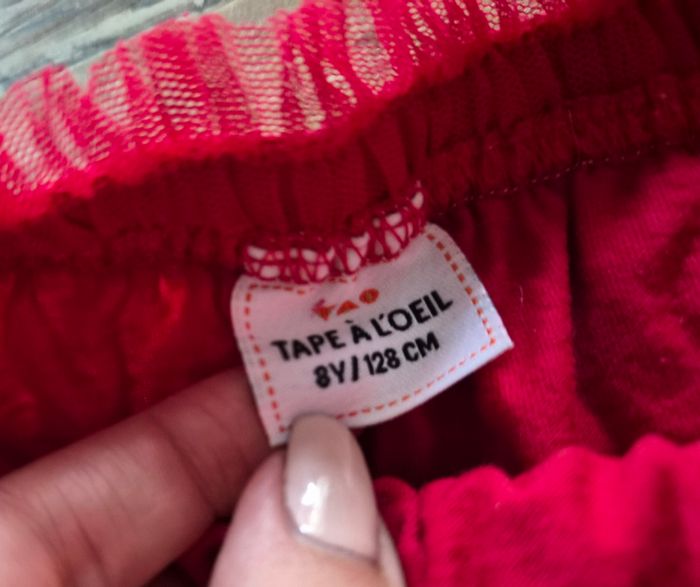 TAO
TAPE À L'OEIL
8Y/128 CM